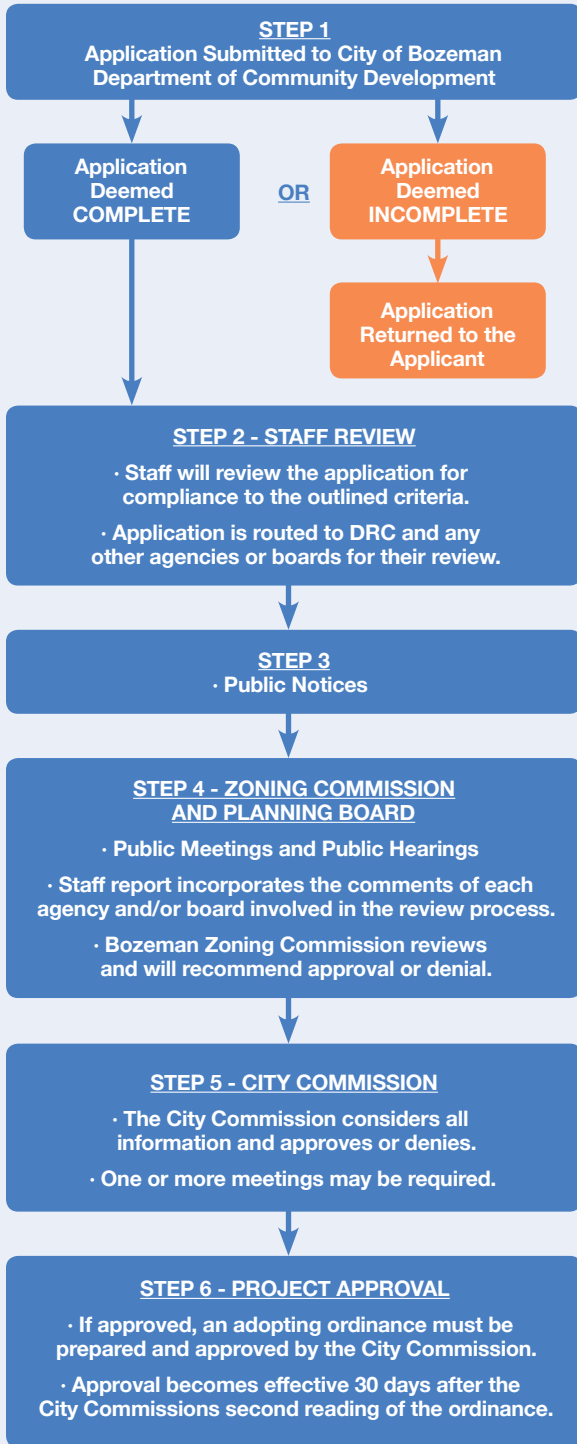 STEP 1
Application Submitted to City of Bozeman
Department of Community Development
Application
Deemed
COMPLETE
OR
Application
Deemed
INCOMPLETE
Application
Returned to the
Applicant
STEP 2 - STAFF REVIEW
· Staff will review the application for
compliance to the outlined criteria.
· Application is routed to DRC and any
other agencies or boards for their review.
STEP 3
· Public Notices
STEP 4 - ZONING COMMISSION
AND PLANNING BOARD
· Public Meetings and Public Hearings
· Staff report incorporates the comments of each
agency and/or board involved in the review process.
· Bozeman Zoning Commission reviews
and will recommend approval or denial.
STEP 5 - CITY COMMISSION
· The City Commission considers all
information and approves or denies.
· One or more meetings may be required.
STEP 6 - PROJECT APPROVAL
· If approved, an adopting ordinance must be
prepared and approved by the City Commission.
· Approval becomes effective 30 days after the
City Commissions second reading of the ordinance.